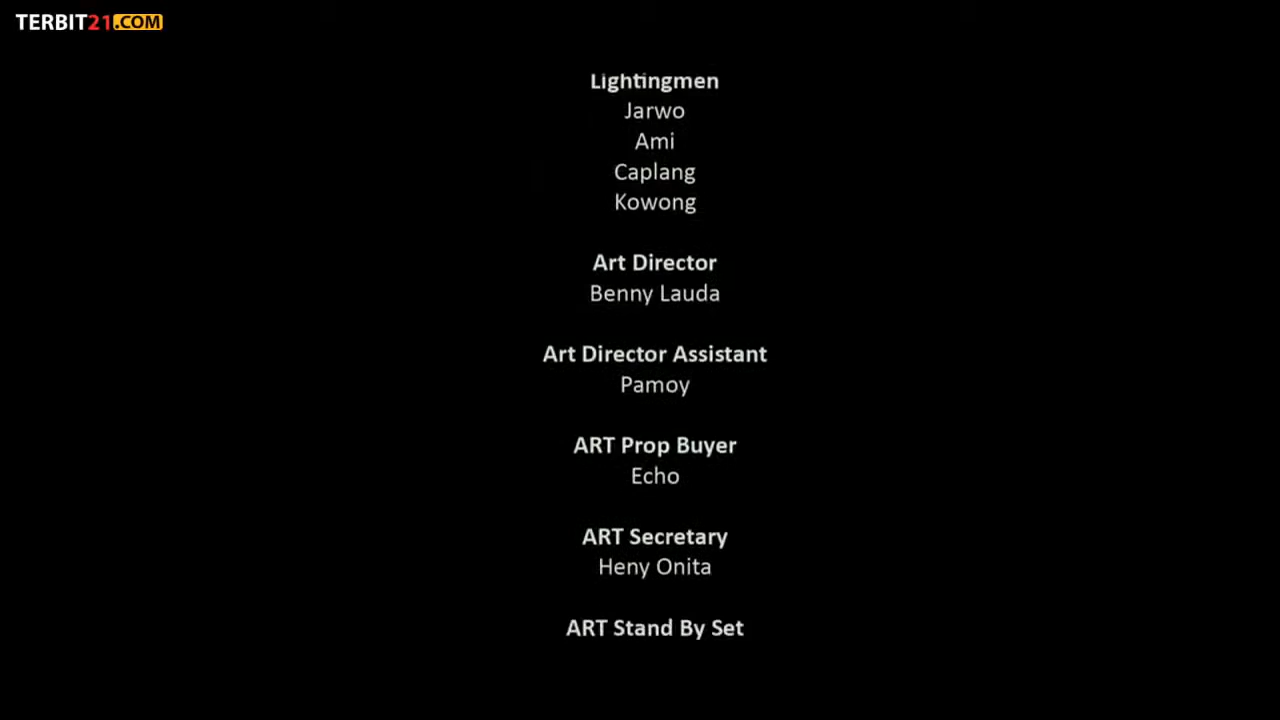 TERBIT21.COM
Lightingmen
Jarwo
Ami
Caplang
Kowong
Art Director
Benny Lauda
Art Director Assistant
Pamoy
ART Prop Buyer
Echo
ART Secretary
Heny Onita
ART Stand By Set